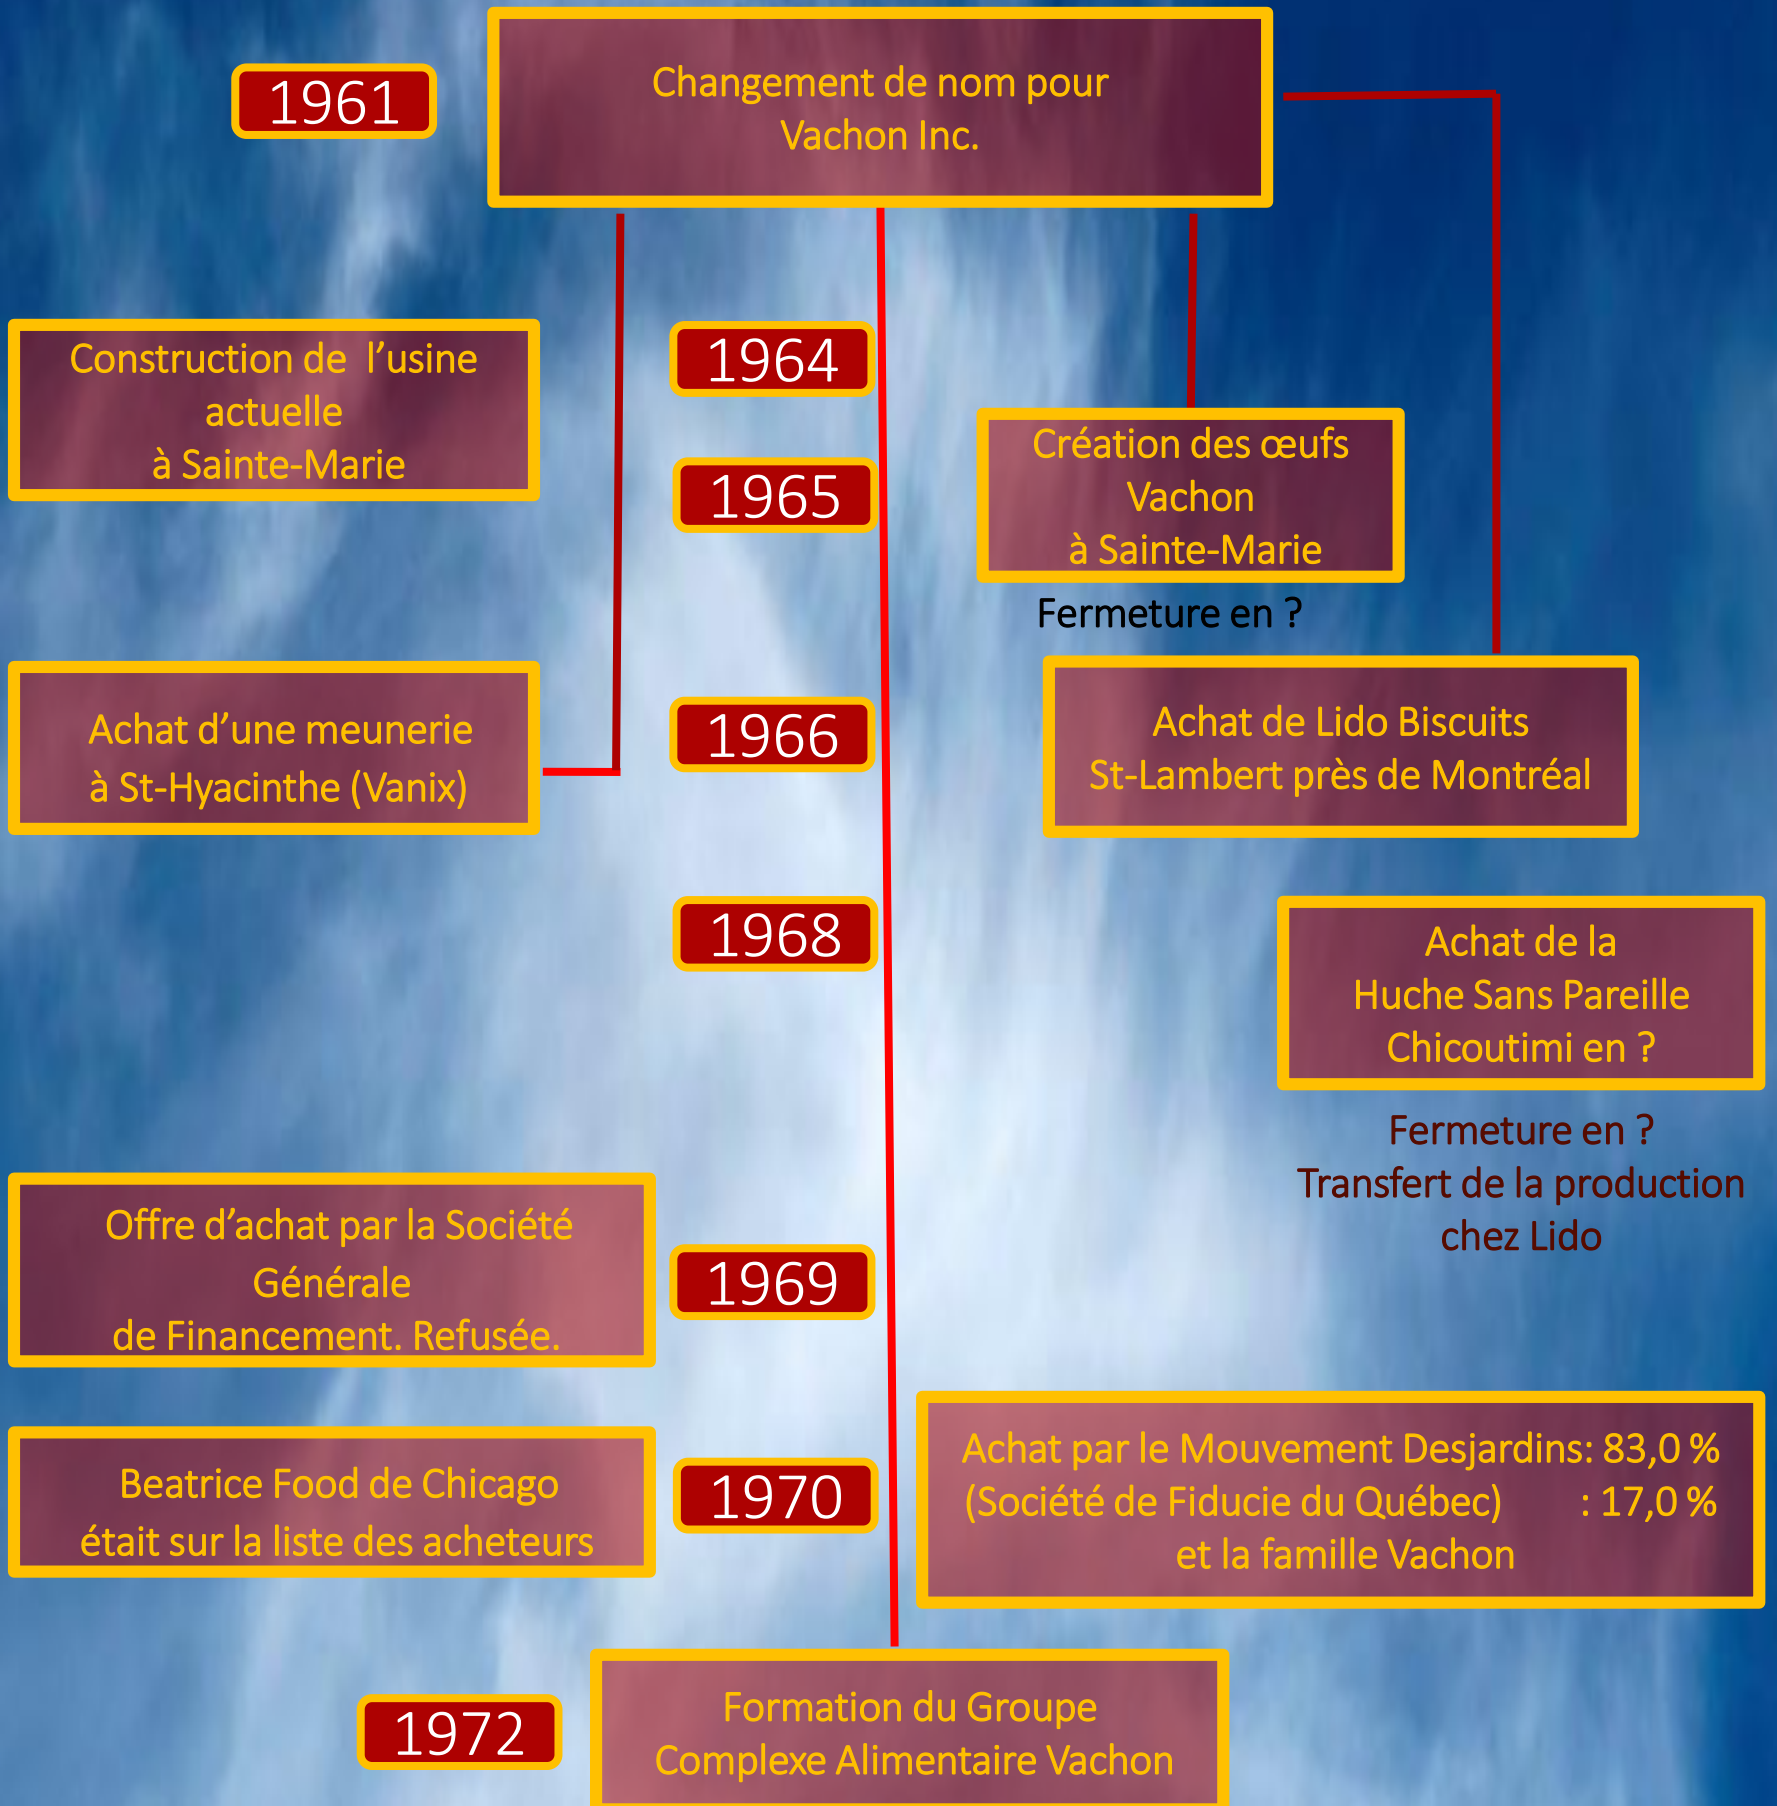 1961
Changement de nom pour
Vachon Inc.
Construction de l’usine
actuelle
à Sainte-Marie
1964
1965
Création des œufs
Vachon
à Sainte-Marie
Fermeture en ?
Achat d’une meunerie
à St-Hyacinthe (Vanix)
1966
Achat de Lido Biscuits
St-Lambert près de Montréal
1968
Achat de la
Huche Sans Pareille
Chicoutimi en ?
Fermeture en ?
Transfert de la production
chez Lido
Offre d’achat par la Société
Générale
de Financement. Refusée.
1969
Beatrice Food de Chicago
était sur la liste des acheteurs
1970
Achat par le Mouvement Desjardins: 83,0 %
(Société de Fiducie du Québec) : 17,0 %
et la famille Vachon
1972
Formation du Groupe
Complexe Alimentaire Vachon